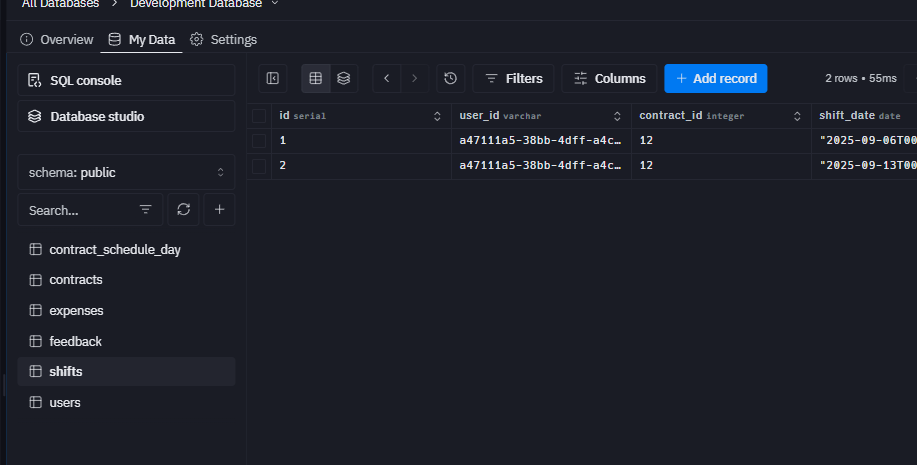 All Databases > Development Database
Overview My Data Settings
SQL console
Database studio
schema: public
Search...
contract_schedule_day
contracts
expenses
feedback
shifts
users
Filters Columns + Add record 2 rows • 55ms
id serial user_id varchar contract_id integer shift_date date
1 a47111a5-38bb-4dff-a4c… 12 "2025-09-06T00
2 a47111a5-38bb-4dff-a4c… 12 "2025-09-13T00